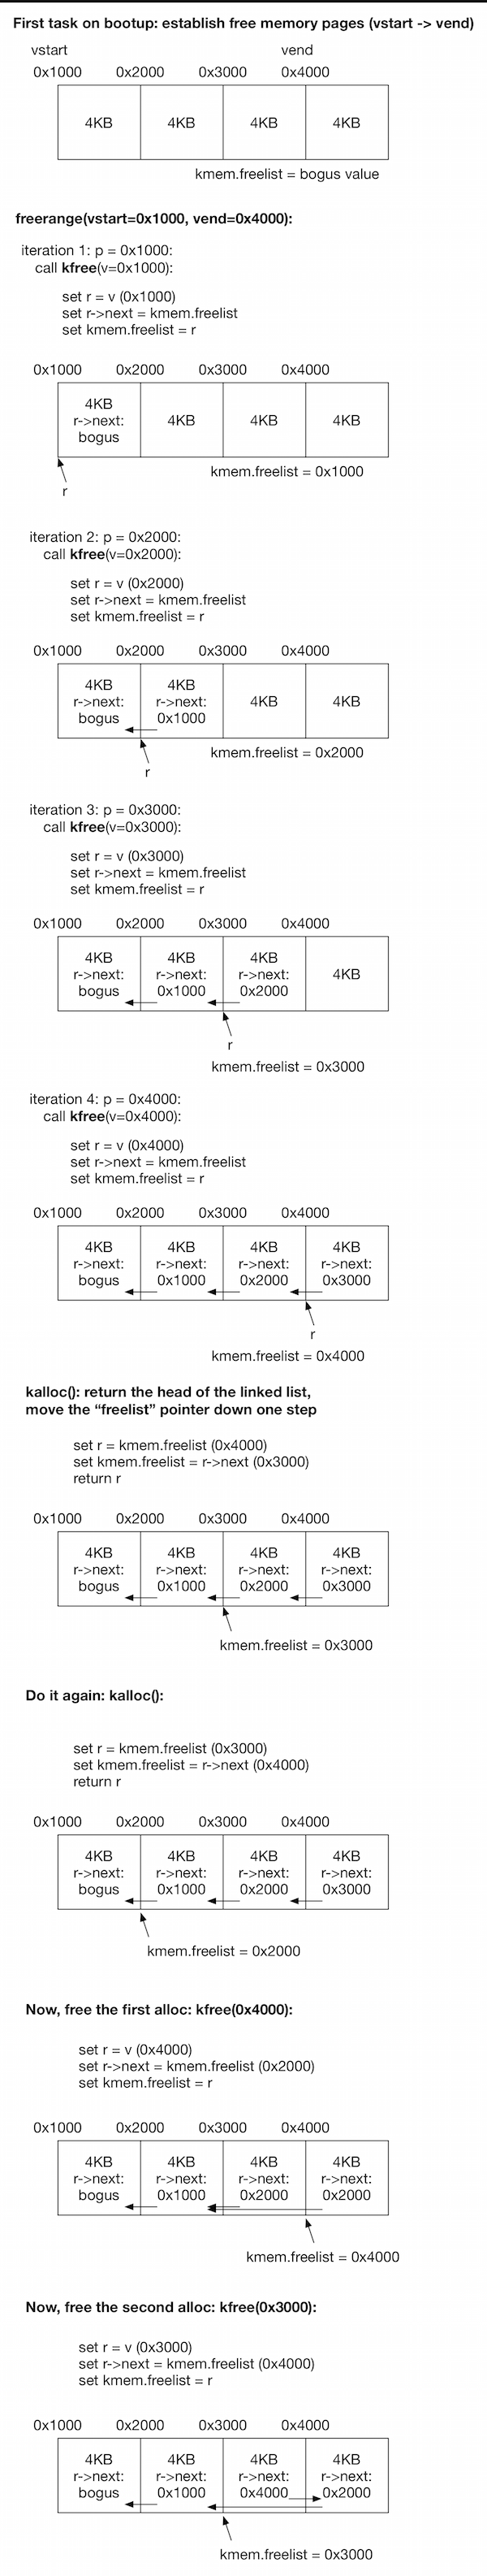 First task on bootup: establish free memory pages (vstart -> vend)
vstart vend
0x1000 0x2000 0x3000 0x4000
4KB 4KB 4KB 4KB
kmem.freelist = bogus value
freerange(vstart=0x1000, vend=0x4000):
iteration 1: p = 0x1000:
call kfree(v=0x1000):
set r = v (0x1000)
set r->next = kmem.freelist
set kmem.freelist = r
0x1000 0x2000 0x3000 0x4000
4KB
r->next: 4KB 4KB 4KB
bogus
kmem.freelist = 0x1000
r
iteration 2: p = 0x2000:
call kfree(v=0x2000):
set r = v (0x2000)
set r->next = kmem.freelist
set kmem.freelist = r
0x1000 0x2000 0x3000 0x4000
4KB 4KB
r->next: r->next: 4KB 4KB
bogus 0x1000
kmem.freelist = 0x2000
r
iteration 3: p = 0x3000:
call kfree(v=0x3000):
set r = v (0x3000)
set r->next = kmem.freelist
set kmem.freelist = r
0x1000 0x2000 0x3000 0x4000
4KB 4KB 4KB
r->next: r->next: r->next: 4KB
bogus 0x1000 0x2000
r
kmem.freelist = 0x3000
iteration 4: p = 0x4000:
call kfree(v=0x4000):
set r = v (0x4000)
set r->next = kmem.freelist
set kmem.freelist = r
0x1000 0x2000 0x3000 0x4000
4KB 4KB 4KB 4KB
r->next: r->next: r->next: r->next:
bogus 0x1000 0x2000 0x3000
r
kmem.freelist = 0x4000
kalloc(): return the head of the linked list,
move the “freelist” pointer down one step
set r = kmem.freelist (0x4000)
set kmem.freelist = r->next (0x3000)
return r
0x1000 0x2000 0x3000 0x4000
4KB 4KB 4KB 4KB
r->next: r->next: r->next: r->next:
bogus 0x1000 0x2000 0x3000
kmem.freelist = 0x3000
Do it again: kalloc():
set r = kmem.freelist (0x3000)
set kmem.freelist = r->next (0x4000)
return r
0x1000 0x2000 0x3000 0x4000
4KB 4KB 4KB 4KB
r->next: r->next: r->next: r->next:
bogus 0x1000 0x2000 0x3000
kmem.freelist = 0x2000
Now, free the first alloc: kfree(0x4000):
set r = v (0x4000)
set r->next = kmem.freelist (0x2000)
set kmem.freelist = r
0x1000 0x2000 0x3000 0x4000
4KB 4KB 4KB 4KB
r->next: r->next: r->next: r->next:
bogus 0x1000 0x2000 0x2000
kmem.freelist = 0x4000
Now, free the second alloc: kfree(0x3000):
set r = v (0x3000)
set r->next = kmem.freelist (0x4000)
set kmem.freelist = r
0x1000 0x2000 0x3000 0x4000
4KB 4KB 4KB 4KB
r->next: r->next: r->next: r->next:
bogus 0x1000 0x4000 0x2000
kmem.freelist = 0x3000